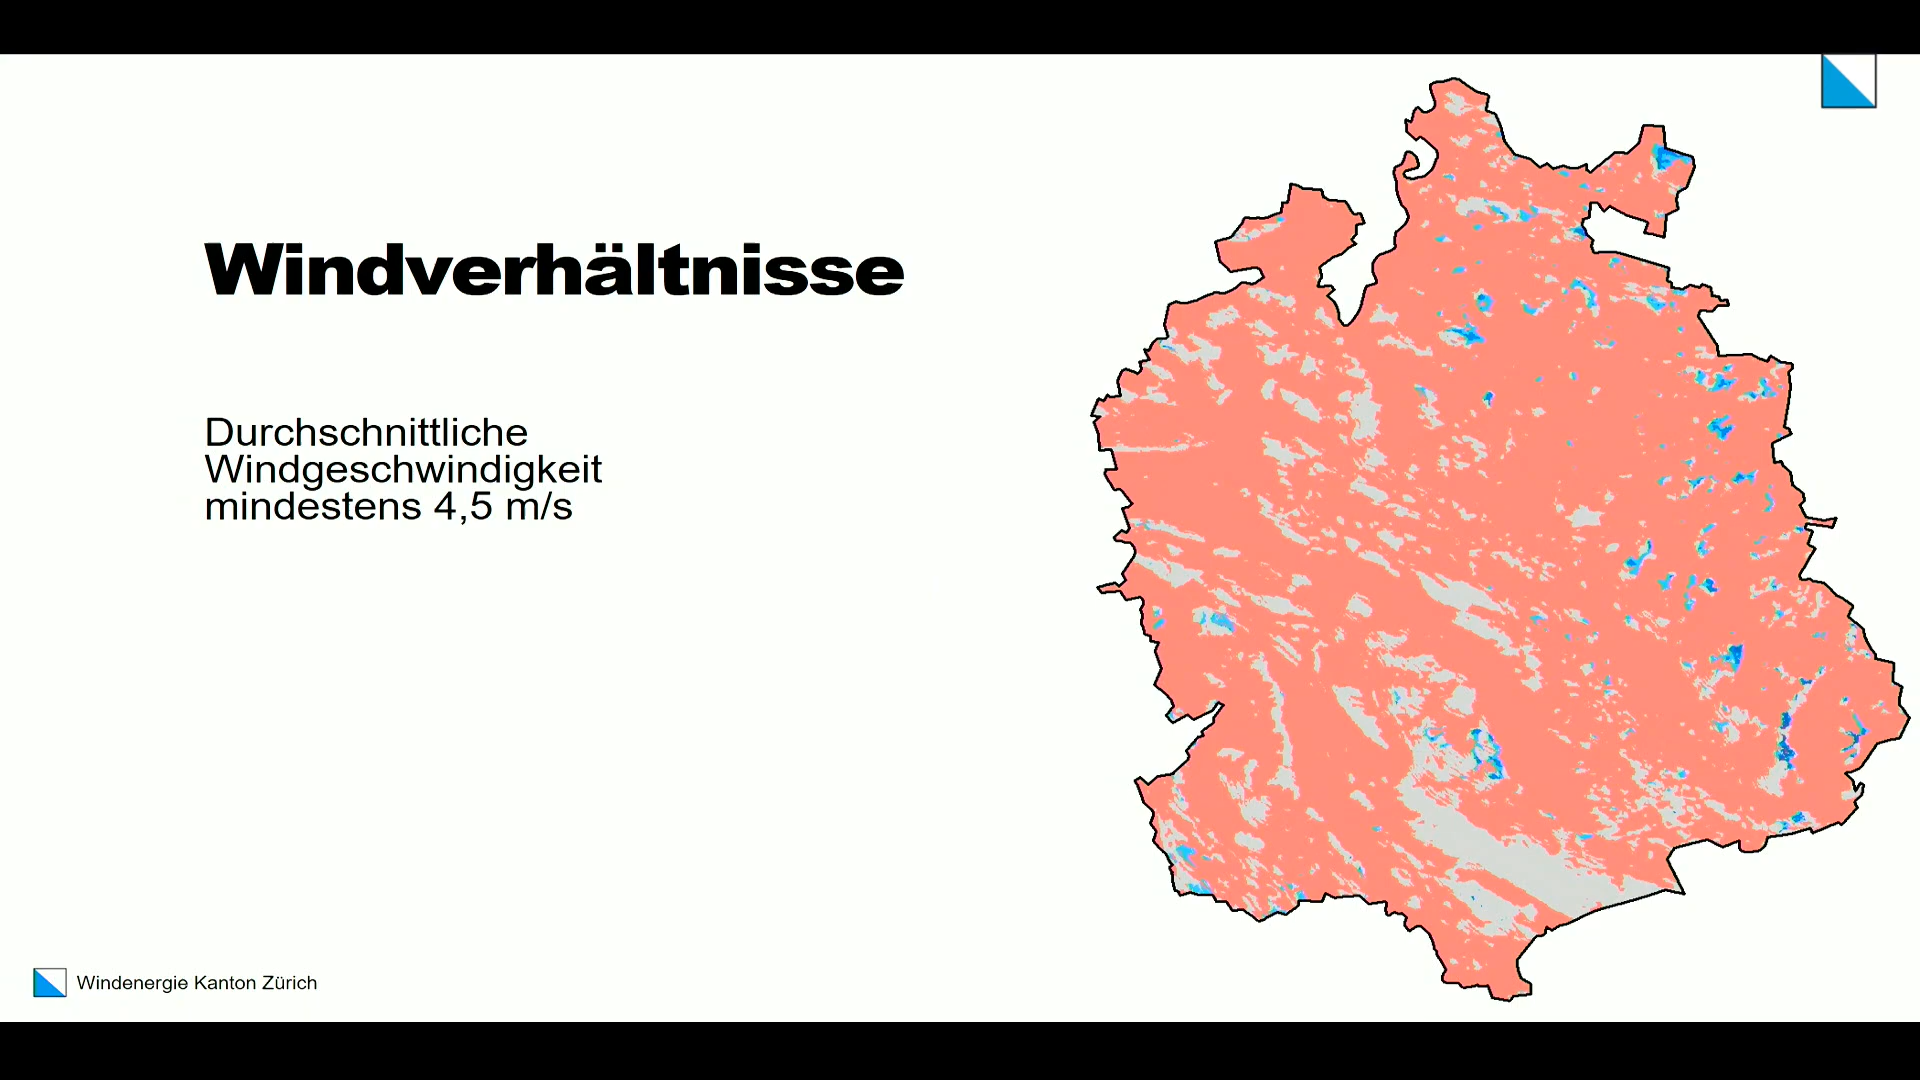 Windverhältnisse
Durchschnittliche
Windgeschwindigkeit
mindestens 4,5 m/s
Windenergie Kanton Zürich